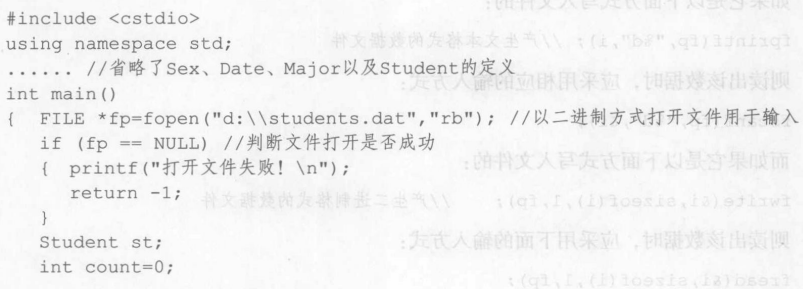 #include <cstdio>
using namespace std;
...... //省略了Sex、Date、Major以及Student的定义
int main()
{ FILE *fp=fopen("d:\\students.dat","rb"); //以二进制方式打开文件用于输入
if (fp == NULL) //判断文件打开是否成功
{ printf("打开文件失败! \n");
return -1;
}
Student st;
int count=0;